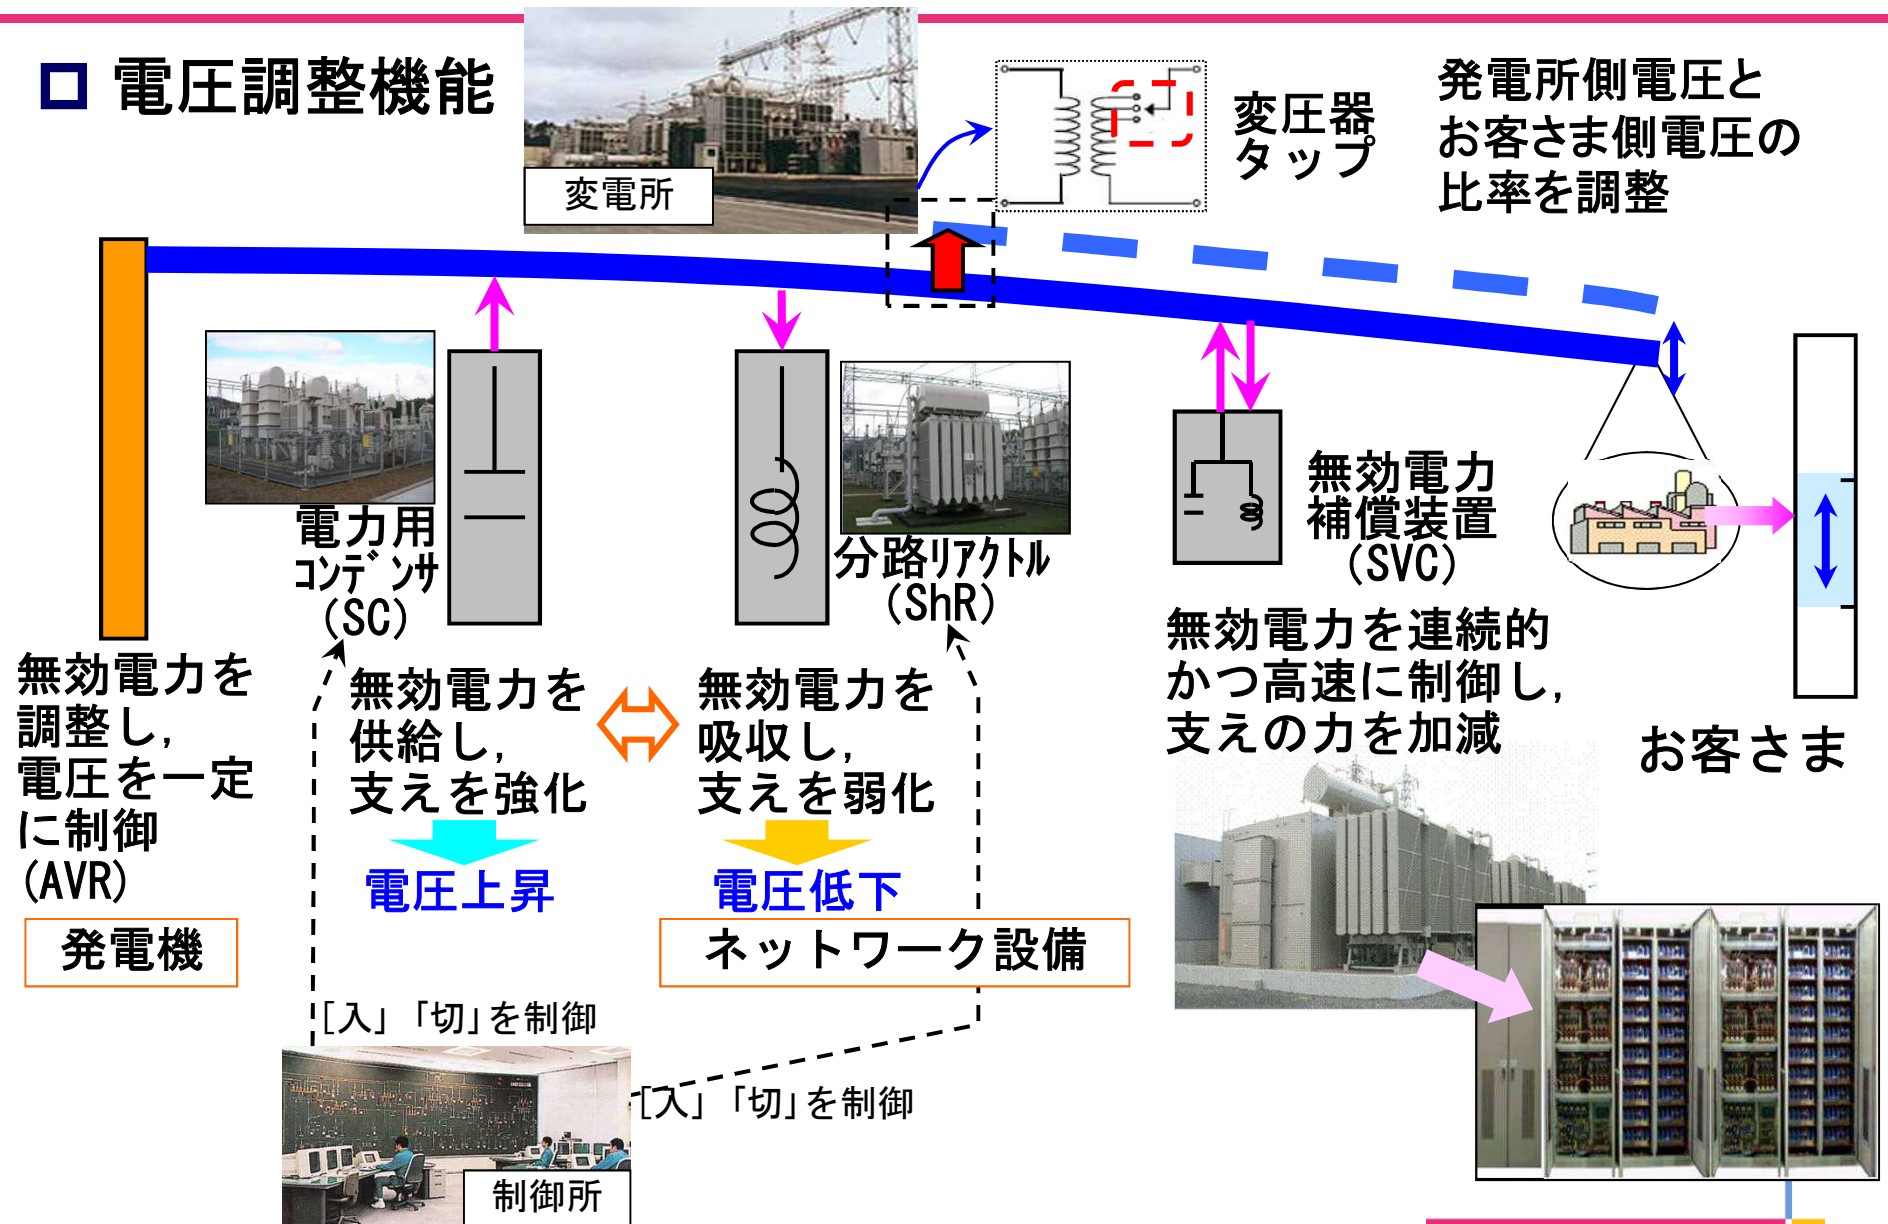 電圧調整機能
変電所
変圧器
タップ
発電所側電圧と
お客さま側電圧の
比率を調整
電力用
コンデンサ
(SC)
分路リアクトル
(ShR)
無効電力
補償装置
(SVC)
無効電力を
調整し,
電圧を一定
に制御
(AVR)
発電機
無効電力を
供給し,
支えを強化
電圧上昇
無効電力を
吸収し,
支えを弱化
電圧低下
ネットワーク設備
無効電力を連続的
かつ高速に制御し,
支えの力を加減
お客さま
[入」「切」を制御
[入」「切」を制御
制御所